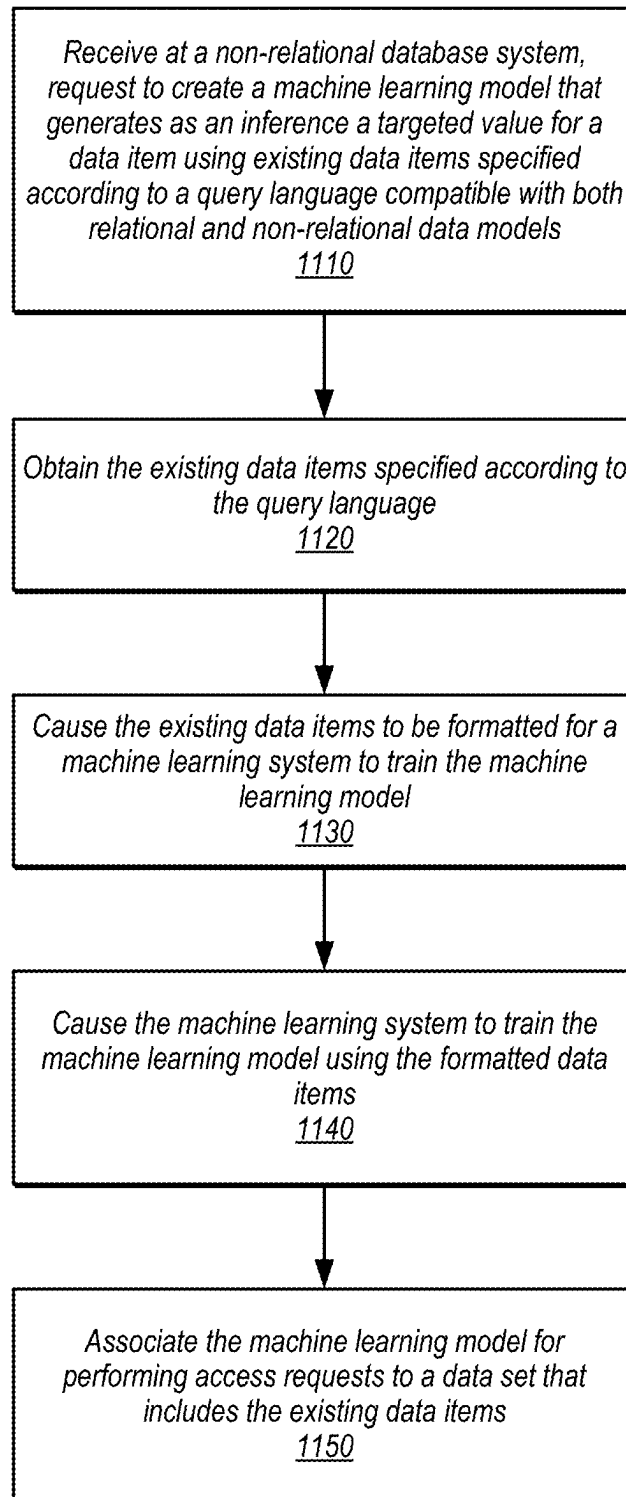 Receive at a non-relational database system,
request to create a machine learning model that
generates as an inference a targeted value for a
data item using existing data items specified
according to a query language compatible with both
relational and non-relational data models
1110
Obtain the existing data items specified according to
the query language
1120
Cause the existing data items to be formatted for a
machine learning system to train the machine
learning model
1130
Cause the machine learning system to train the
machine learning model using the formatted data
items
1140
Associate the machine learning model for
performing access requests to a data set that
includes the existing data items
1150